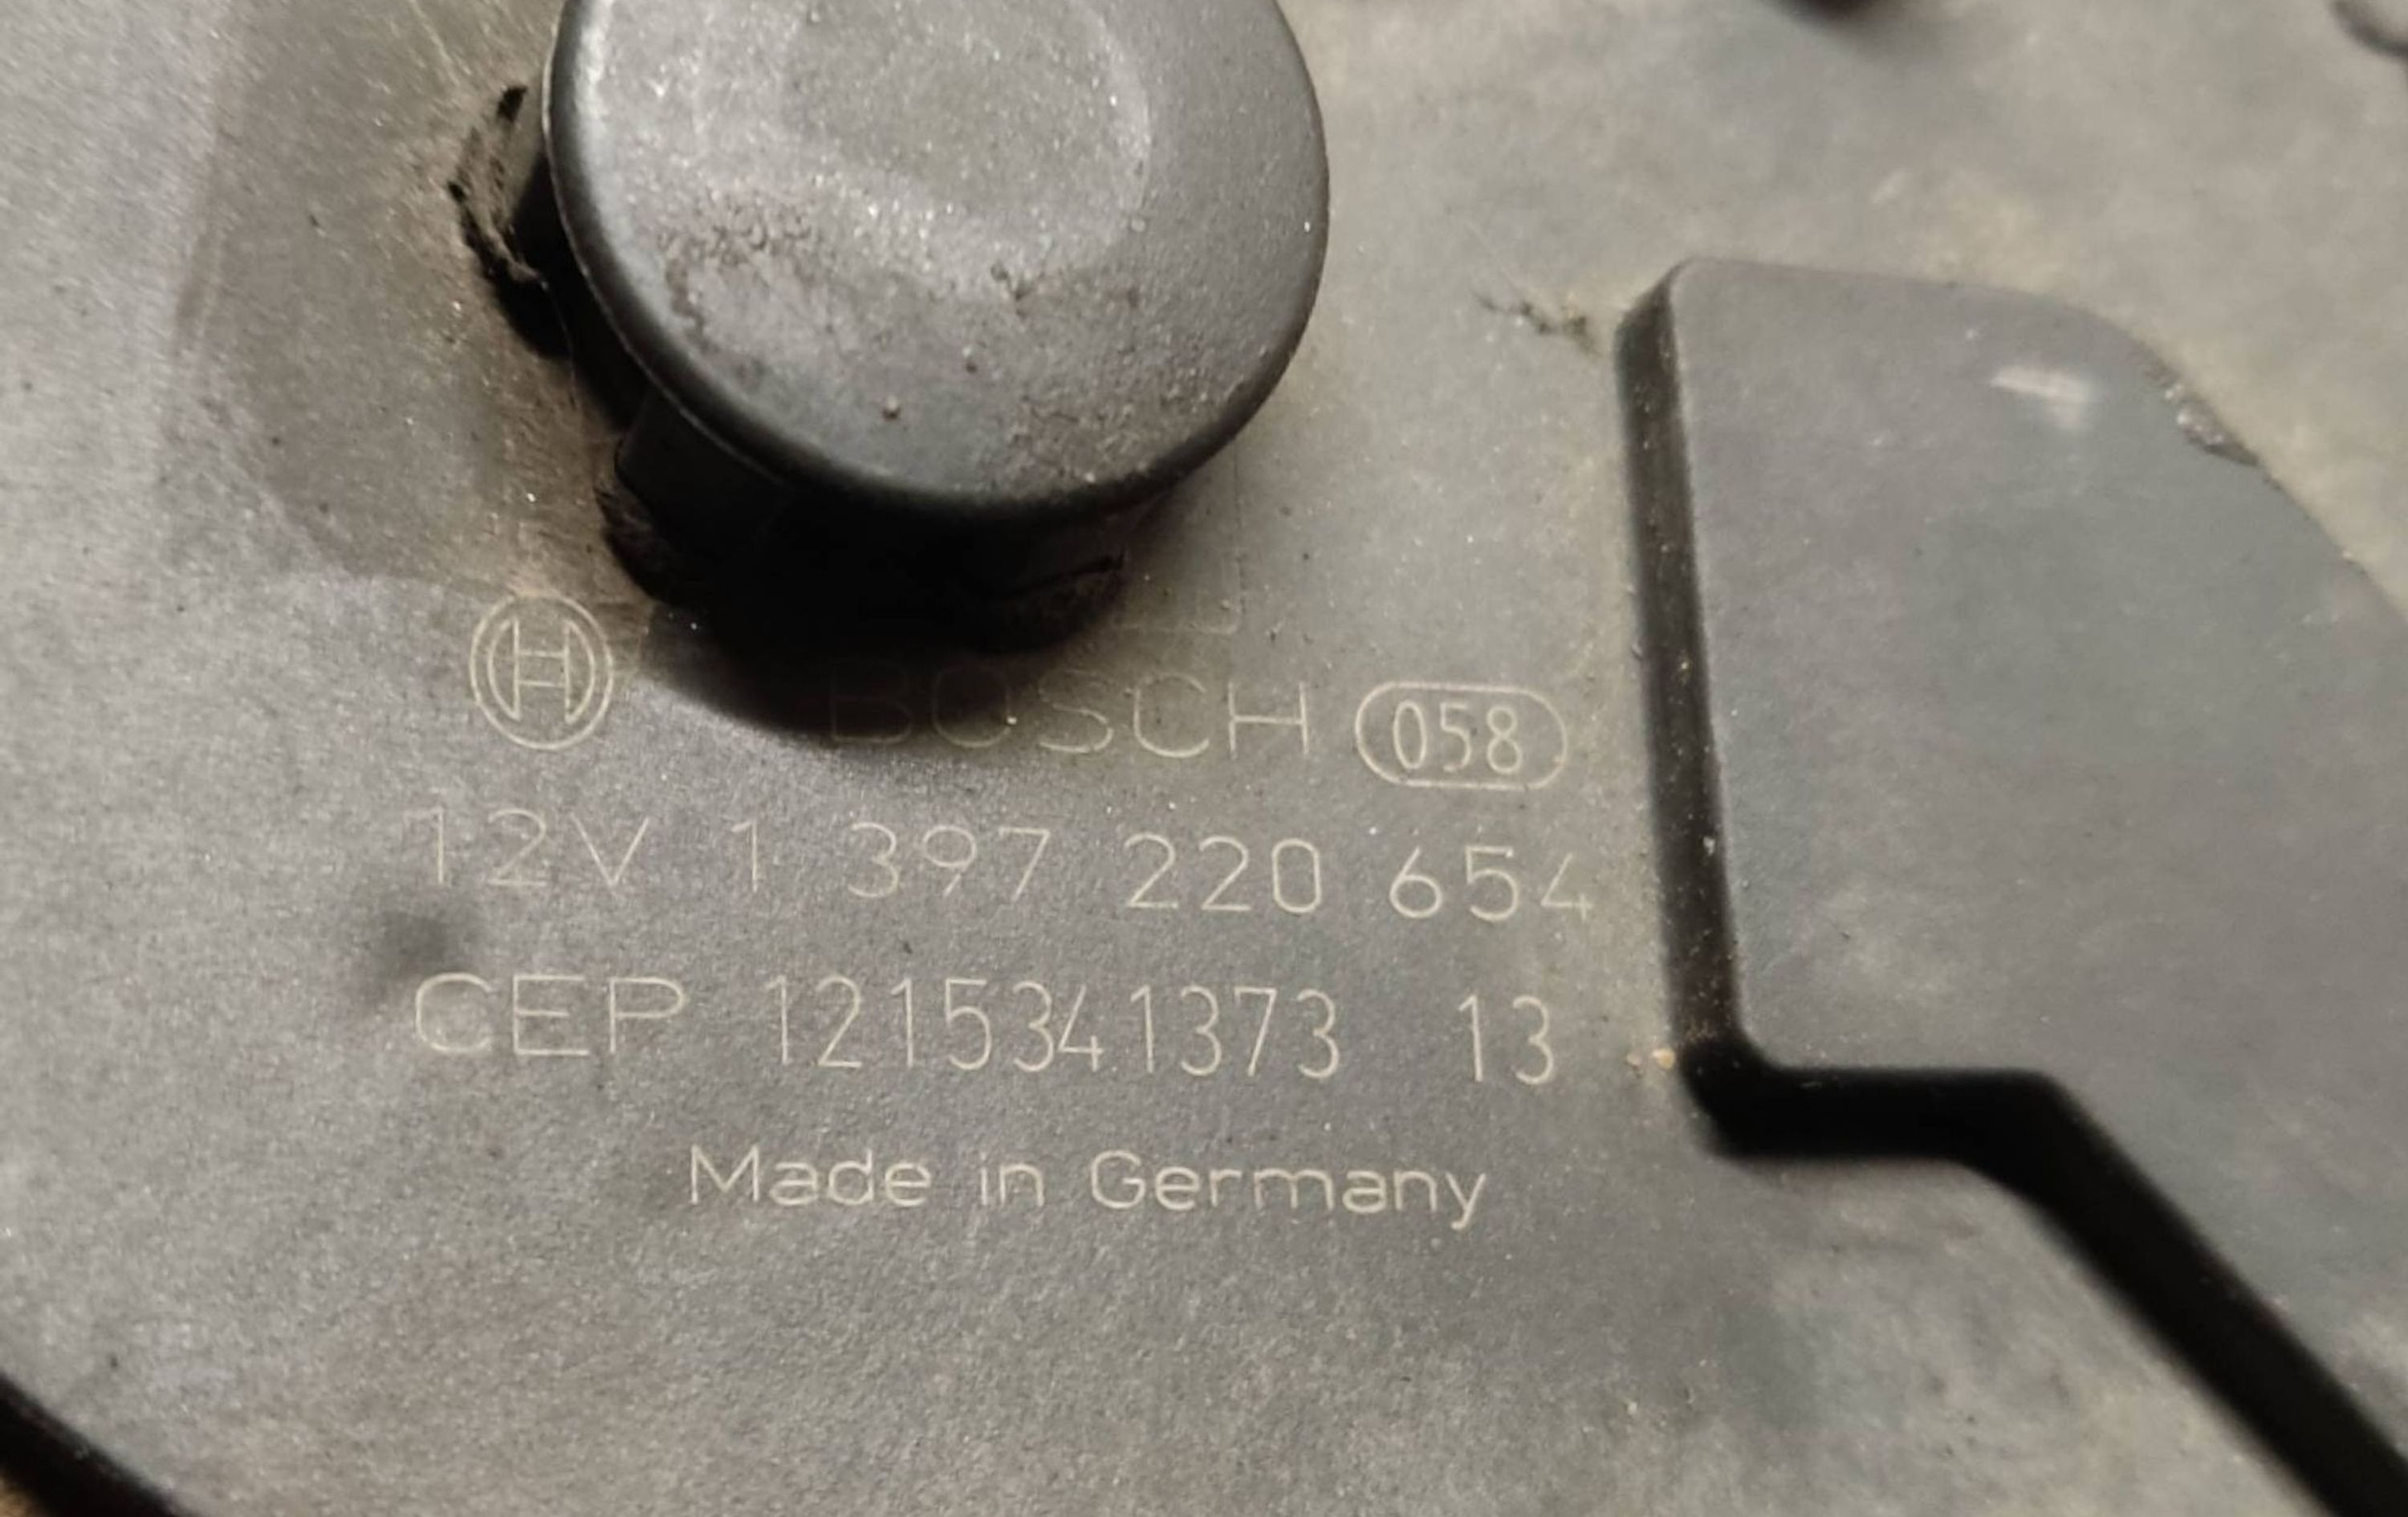 BOSCH 058
12V 1 397 220 654
CEP 1215341373 13
Made in Germany